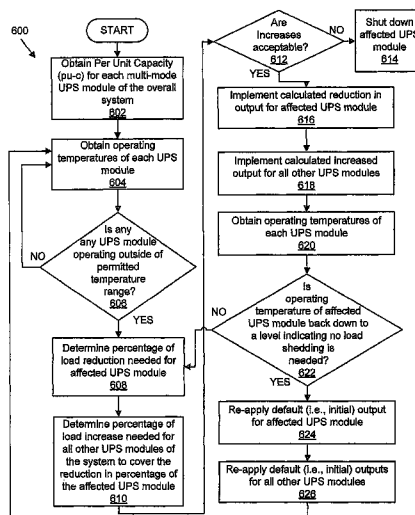 600
START
Obtain Per Unit Capacity
(pu-c) for each multi-mode
UPS module of the overall
system
602
Obtain operating
temperatures of each UPS
module
604
NO
Is any
any UPS module
operating outside of
permitted
temperature
range?
606
YES
Determine percentage of
load reduction needed for
affected UPS module
608
Determine percentage of
load increase needed for
all other UPS modules of
the system to cover the
reduction in percentage of
the affected UPS module
610
Are
Increases
acceptable?
612
NO
Shut down
affected UPS
module
614
YES
Implement calculated reduction in
output for affected UPS module
616
Implement calculated increased
output for all other UPS modules
618
Obtain operating temperatures of
each UPS module
620
NO
Is
operating
temperature of affected
UPS module back down to
a level indicating no load
shedding is
needed?
622
YES
Re-apply default (i.e., initial) output
for affected UPS module
624
Re-apply default (i.e., initial) outputs
for all other UPS modules
626